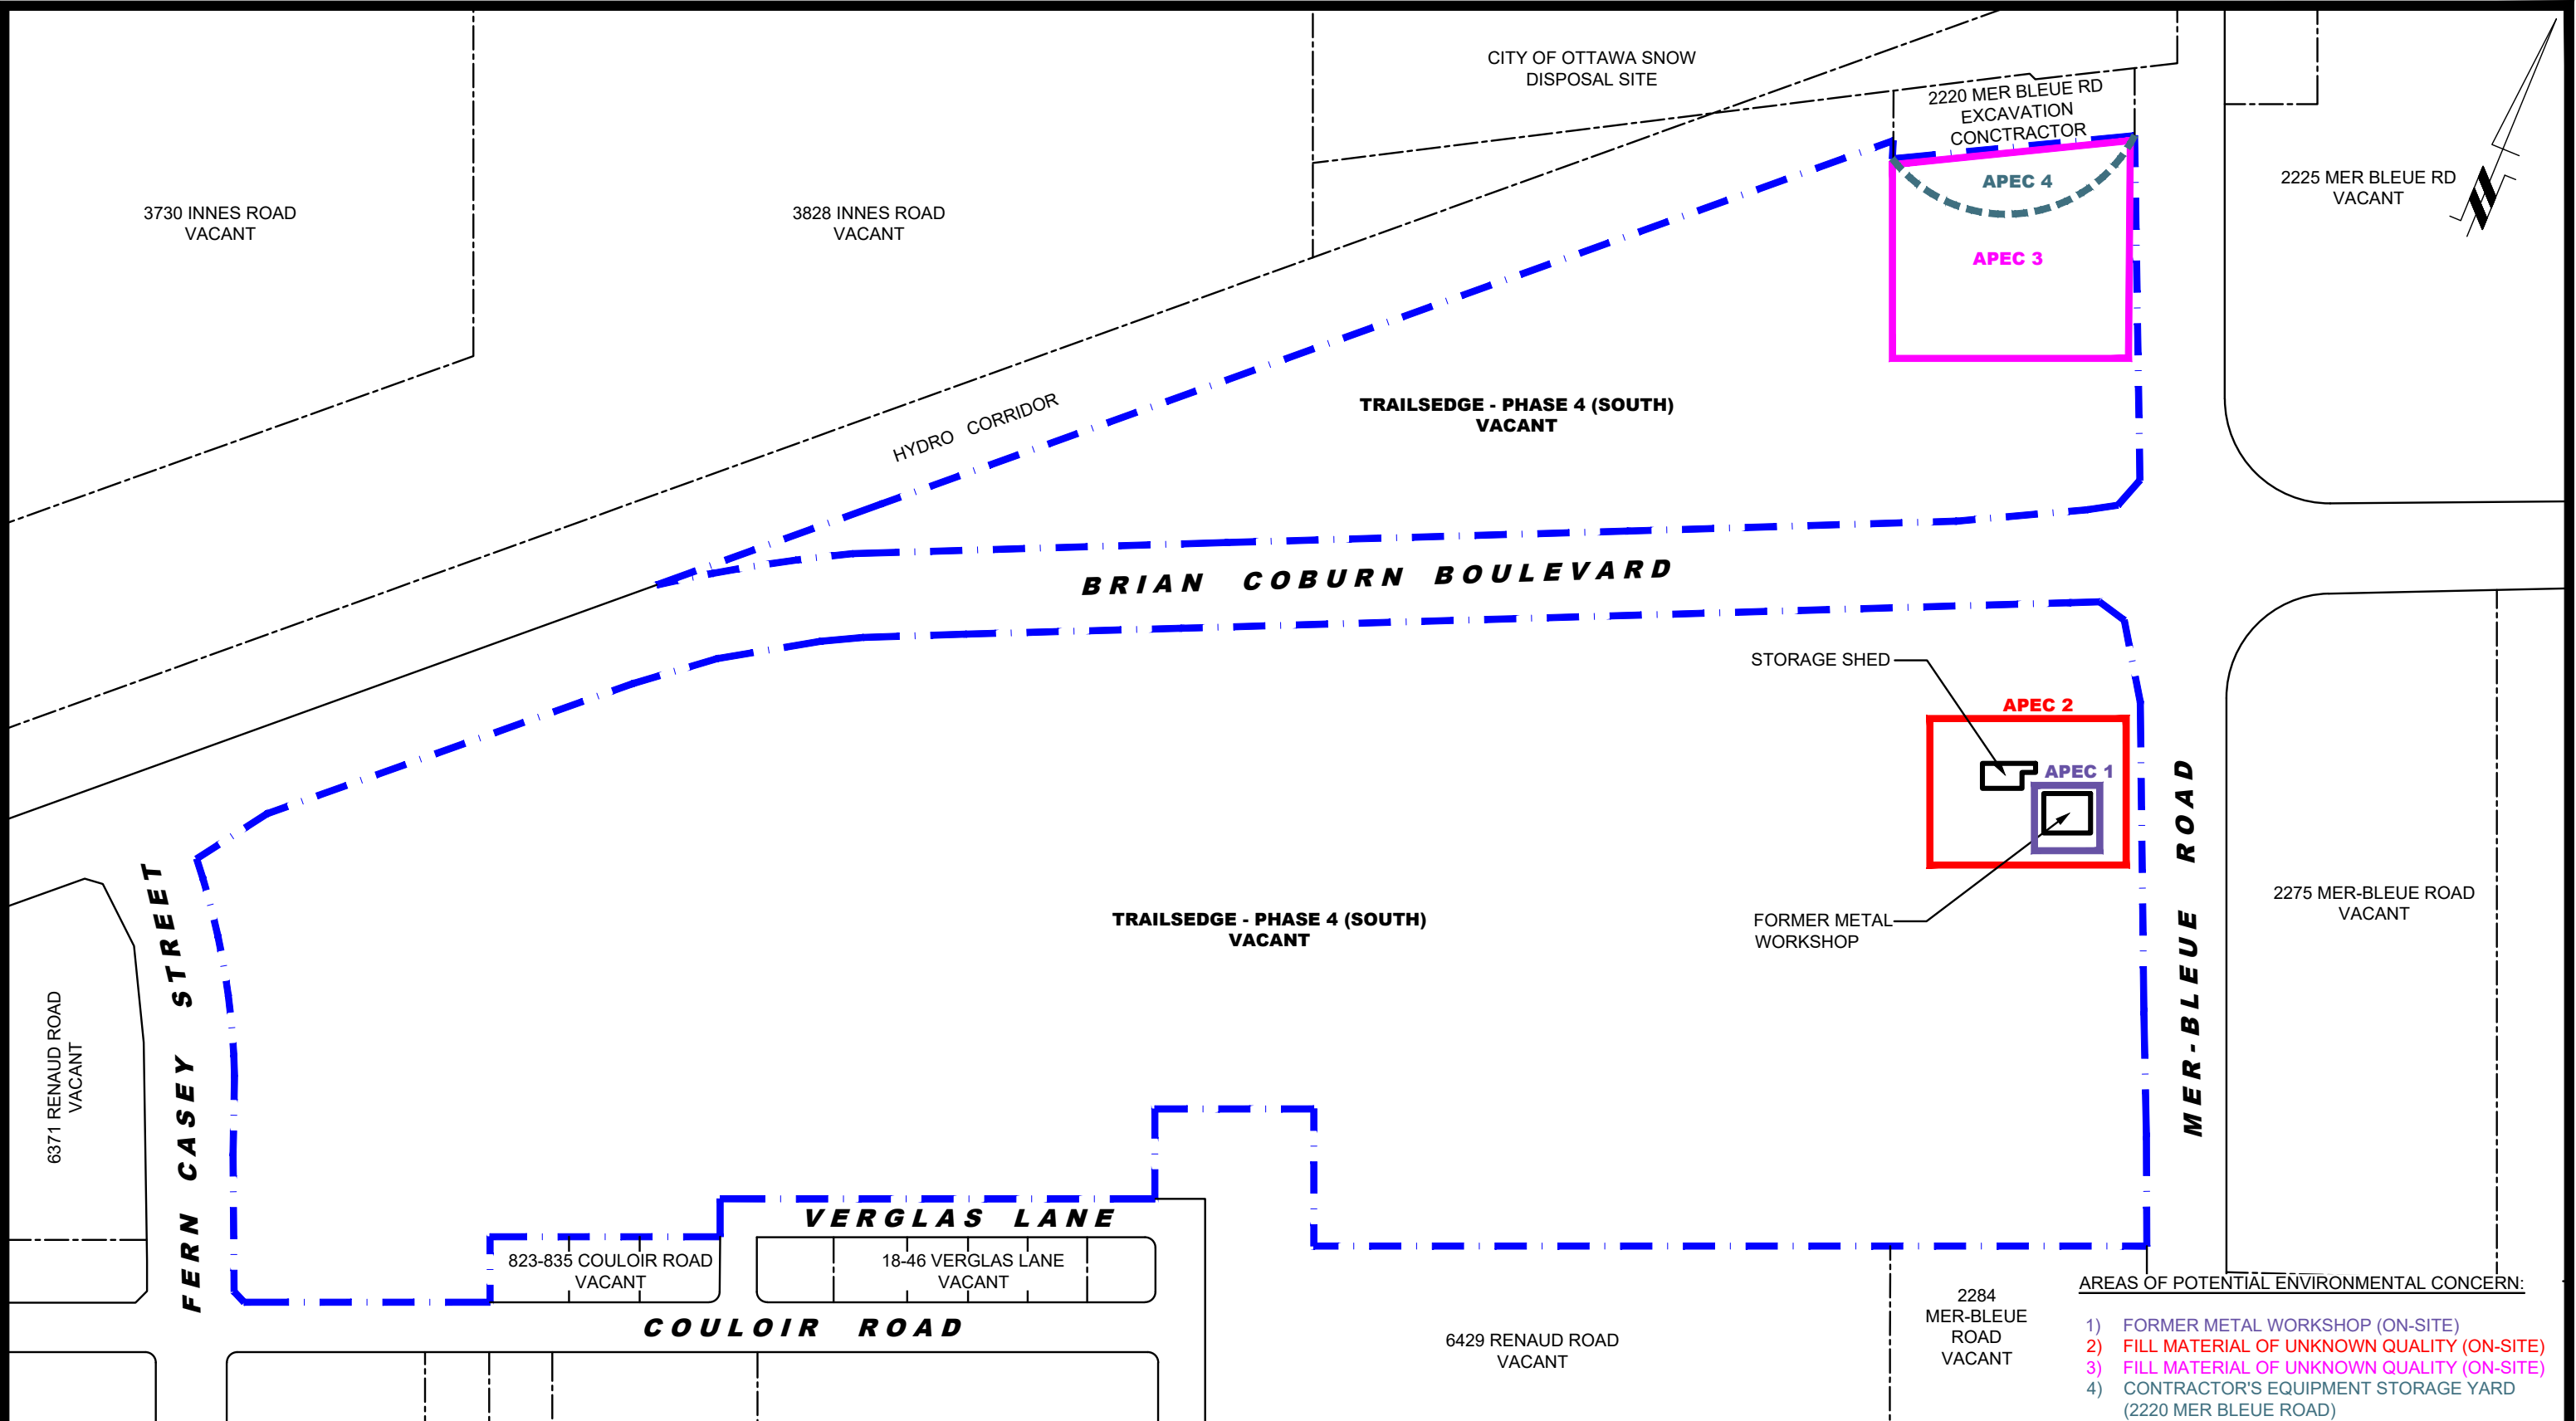 CITY OF OTTAWA SNOW
DISPOSAL SITE
2220 MER BLEUE RD
EXCAVATION
CONCTRACTOR
3730 INNES ROAD
VACANT
3828 INNES ROAD
VACANT
APEC 4
2225 MER BLEUE RD
VACANT
APEC 3
HYDRO CORRIDOR
TRAILSEDGE - PHASE 4 (SOUTH)
VACANT
BRIAN COBURN BOULEVARD
STORAGE SHED
APEC 2
APEC 1
FORMER METAL
WORKSHOP
TRAILSEDGE - PHASE 4 (SOUTH)
VACANT
MER-BLEUE ROAD
2275 MER-BLEUE ROAD
VACANT
6371 RENAUD ROAD
VACANT
FERN CASEY STREET
VERGLAS LANE
823-835 COULOIR ROAD
VACANT
18-46 VERGLAS LANE
VACANT
COULOIR ROAD
6429 RENAUD ROAD
VACANT
2284
MER-BLEUE
ROAD
VACANT
AREAS OF POTENTIAL ENVIRONMENTAL CONCERN:
1) FORMER METAL WORKSHOP (ON-SITE)
2) FILL MATERIAL OF UNKNOWN QUALITY (ON-SITE)
3) FILL MATERIAL OF UNKNOWN QUALITY (ON-SITE)
4) CONTRACTOR'S EQUIPMENT STORAGE YARD
(2220 MER BLEUE ROAD)